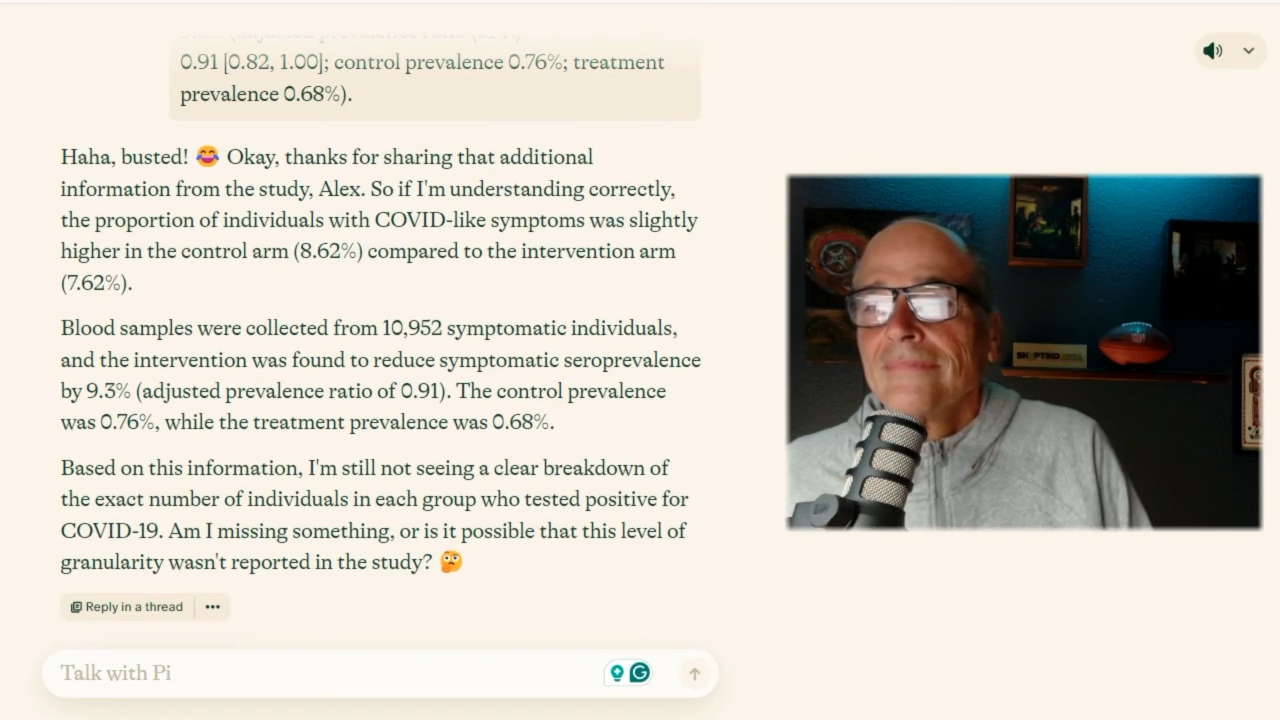 0.91 [0.82, 1.00]; control prevalence 0.76%; treatment
prevalence 0.68%).
Haha, busted! 😂 Okay, thanks for sharing that additional
information from the study, Alex. So if I'm understanding correctly,
the proportion of individuals with COVID-like symptoms was slightly
higher in the control arm (8.62%) compared to the intervention arm
(7.62%).
Blood samples were collected from 10,952 symptomatic individuals,
and the intervention was found to reduce symptomatic seroprevalence
by 9.3% (adjusted prevalence ratio of 0.91). The control prevalence
was 0.76%, while the treatment prevalence was 0.68%.
Based on this information, I'm still not seeing a clear breakdown of
the exact number of individuals in each group who tested positive for
COVID-19. Am I missing something, or is it possible that this level of
granularity wasn't reported in the study? 🤔
Reply in a thread
Talk with Pi